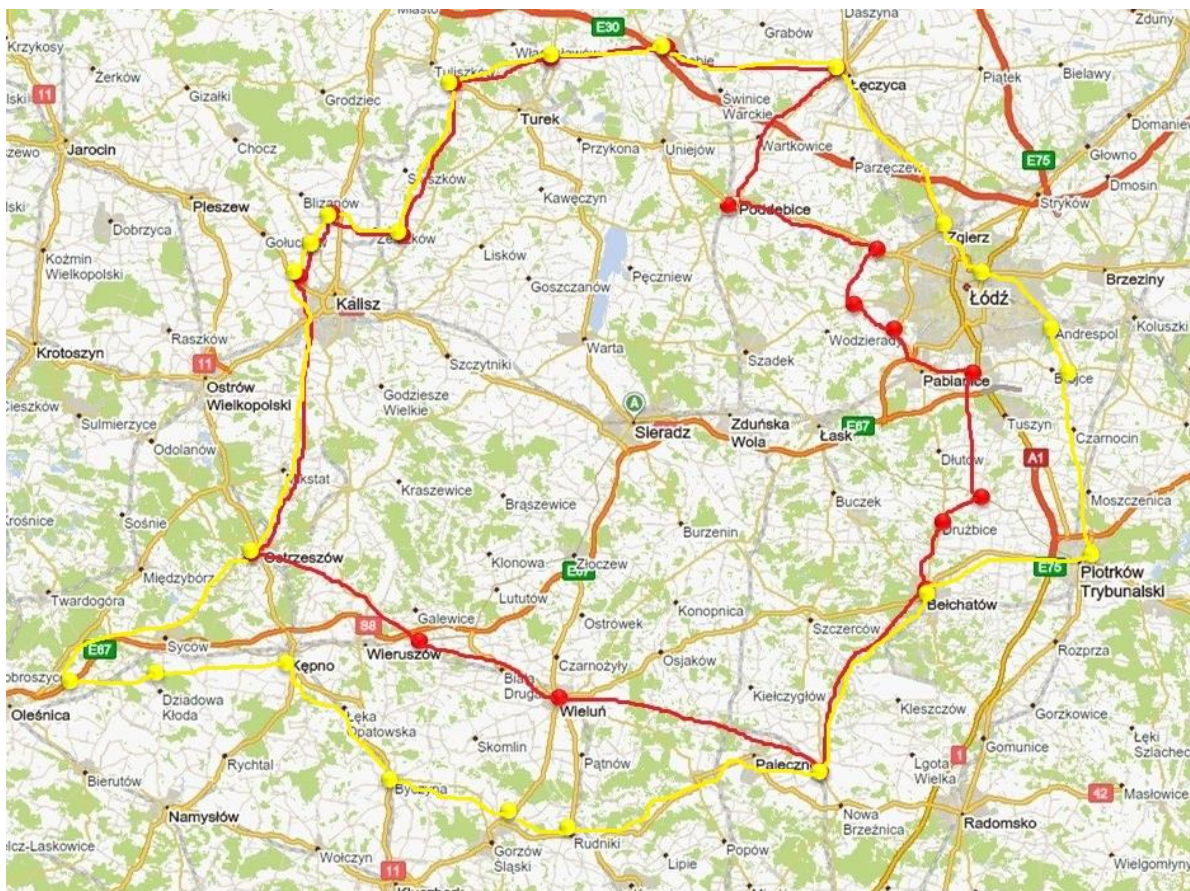 Miasto
E30
Grabów
Daszyna
Zduny
Krzykosy
Żerków
Tuliszków
Piątek
Bielawy
11
Gizałki
Grodziec
Łęczyca
Turek
Świnice
Warckie
Domaniew
Jarocin
Chocz
Przykona
Uniejów
Wartkowice
Parzęczew
E75
Głowno
Dmosin
Pleszew
Blizanów
Kawęczyn
Poddębice
Stryków
Dobrzyca
Gołuchów
Lisków
Zgierz
Koźmin
Wielkopolski
Goszczanów
Pęczniew
Brzeziny
Kalisz
Łódź
Raszków
Warta
Wodzierady
Andrespol
Koluszki
Krotoszyn
11
Szczytniki
Szadek
Ostrów
Wielkopolski
Godziesze
Wielkie
A
Pabianice
Sulmierzyce
Sieradz
Zduńska
Wola
Łask
E67
Tuszyn
Czarnocin
Odolanów
A1
Dłutów
Mikstat
Kraszewice
Brąszewice
Buczek
Moszczenica
Sośnie
Burzenin
Drużbice
Ostrzeszów
Klonowa
Złoczew
Międzybórz
E67
E75
Piotrków
Trybunalski
Twardogóra
Lututów
Galewice
Ostrówek
Konopnica
Bełchatów
88
Szczerców
E67
Syców
Wieruszów
Czarnożyły
Osjaków
Rozprza
Kępno
Biała
Druga
Kiełczygłów
Kleszczów
Oleśnica
Dziadowa
Kłoda
Łęka
Opatowska
Wieluń
Gorzkowice
Skomlin
Pątnów
Gomunice
Łęki
Szlachec
Bierutów
Rychtal
1
Lgota
Wielka
Byczyna
42
Masłowice
Namysłów
Nowa
Brzeźnica
Radomsko
Gorzów
Śląski
Rudniki
Popów
Wołczyn
Lipie
11
Wielgomłyny